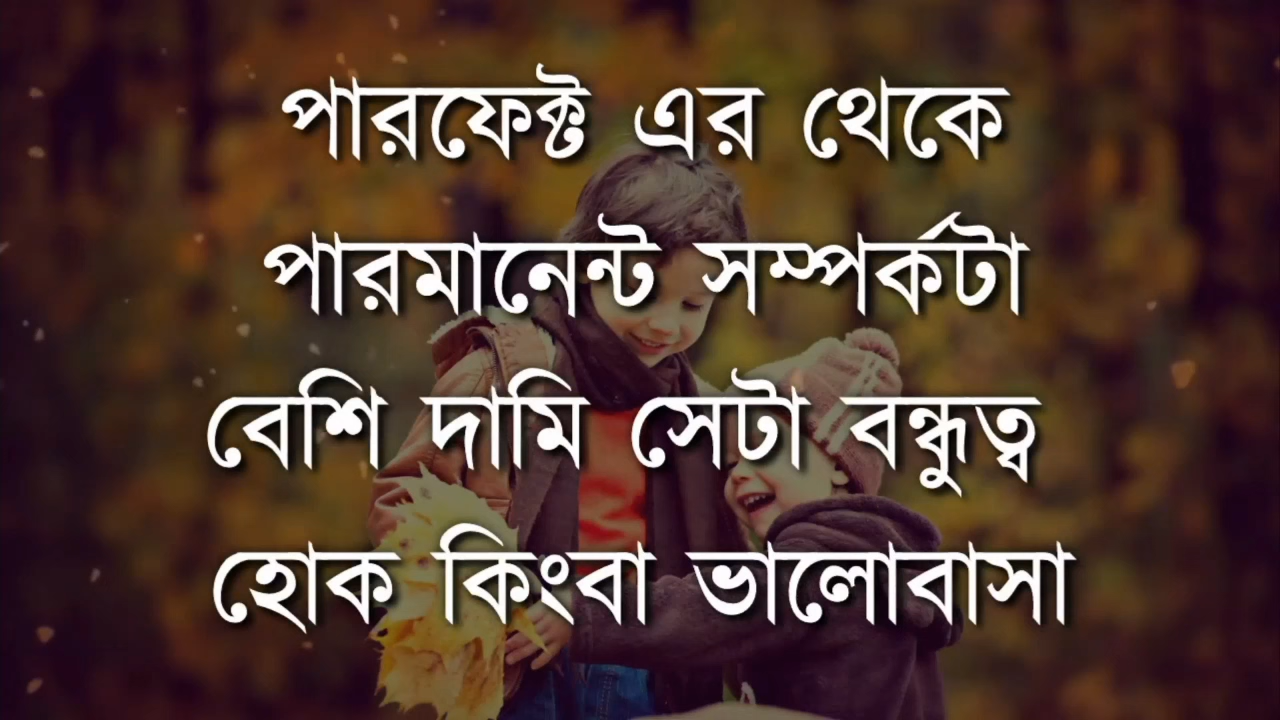 পারফেক্ট এর থেকে
পারমানেন্ট সম্পর্কটা
বেশি দামি সেটা বন্ধুত্ব
হোক কিংবা ভালোবাসা